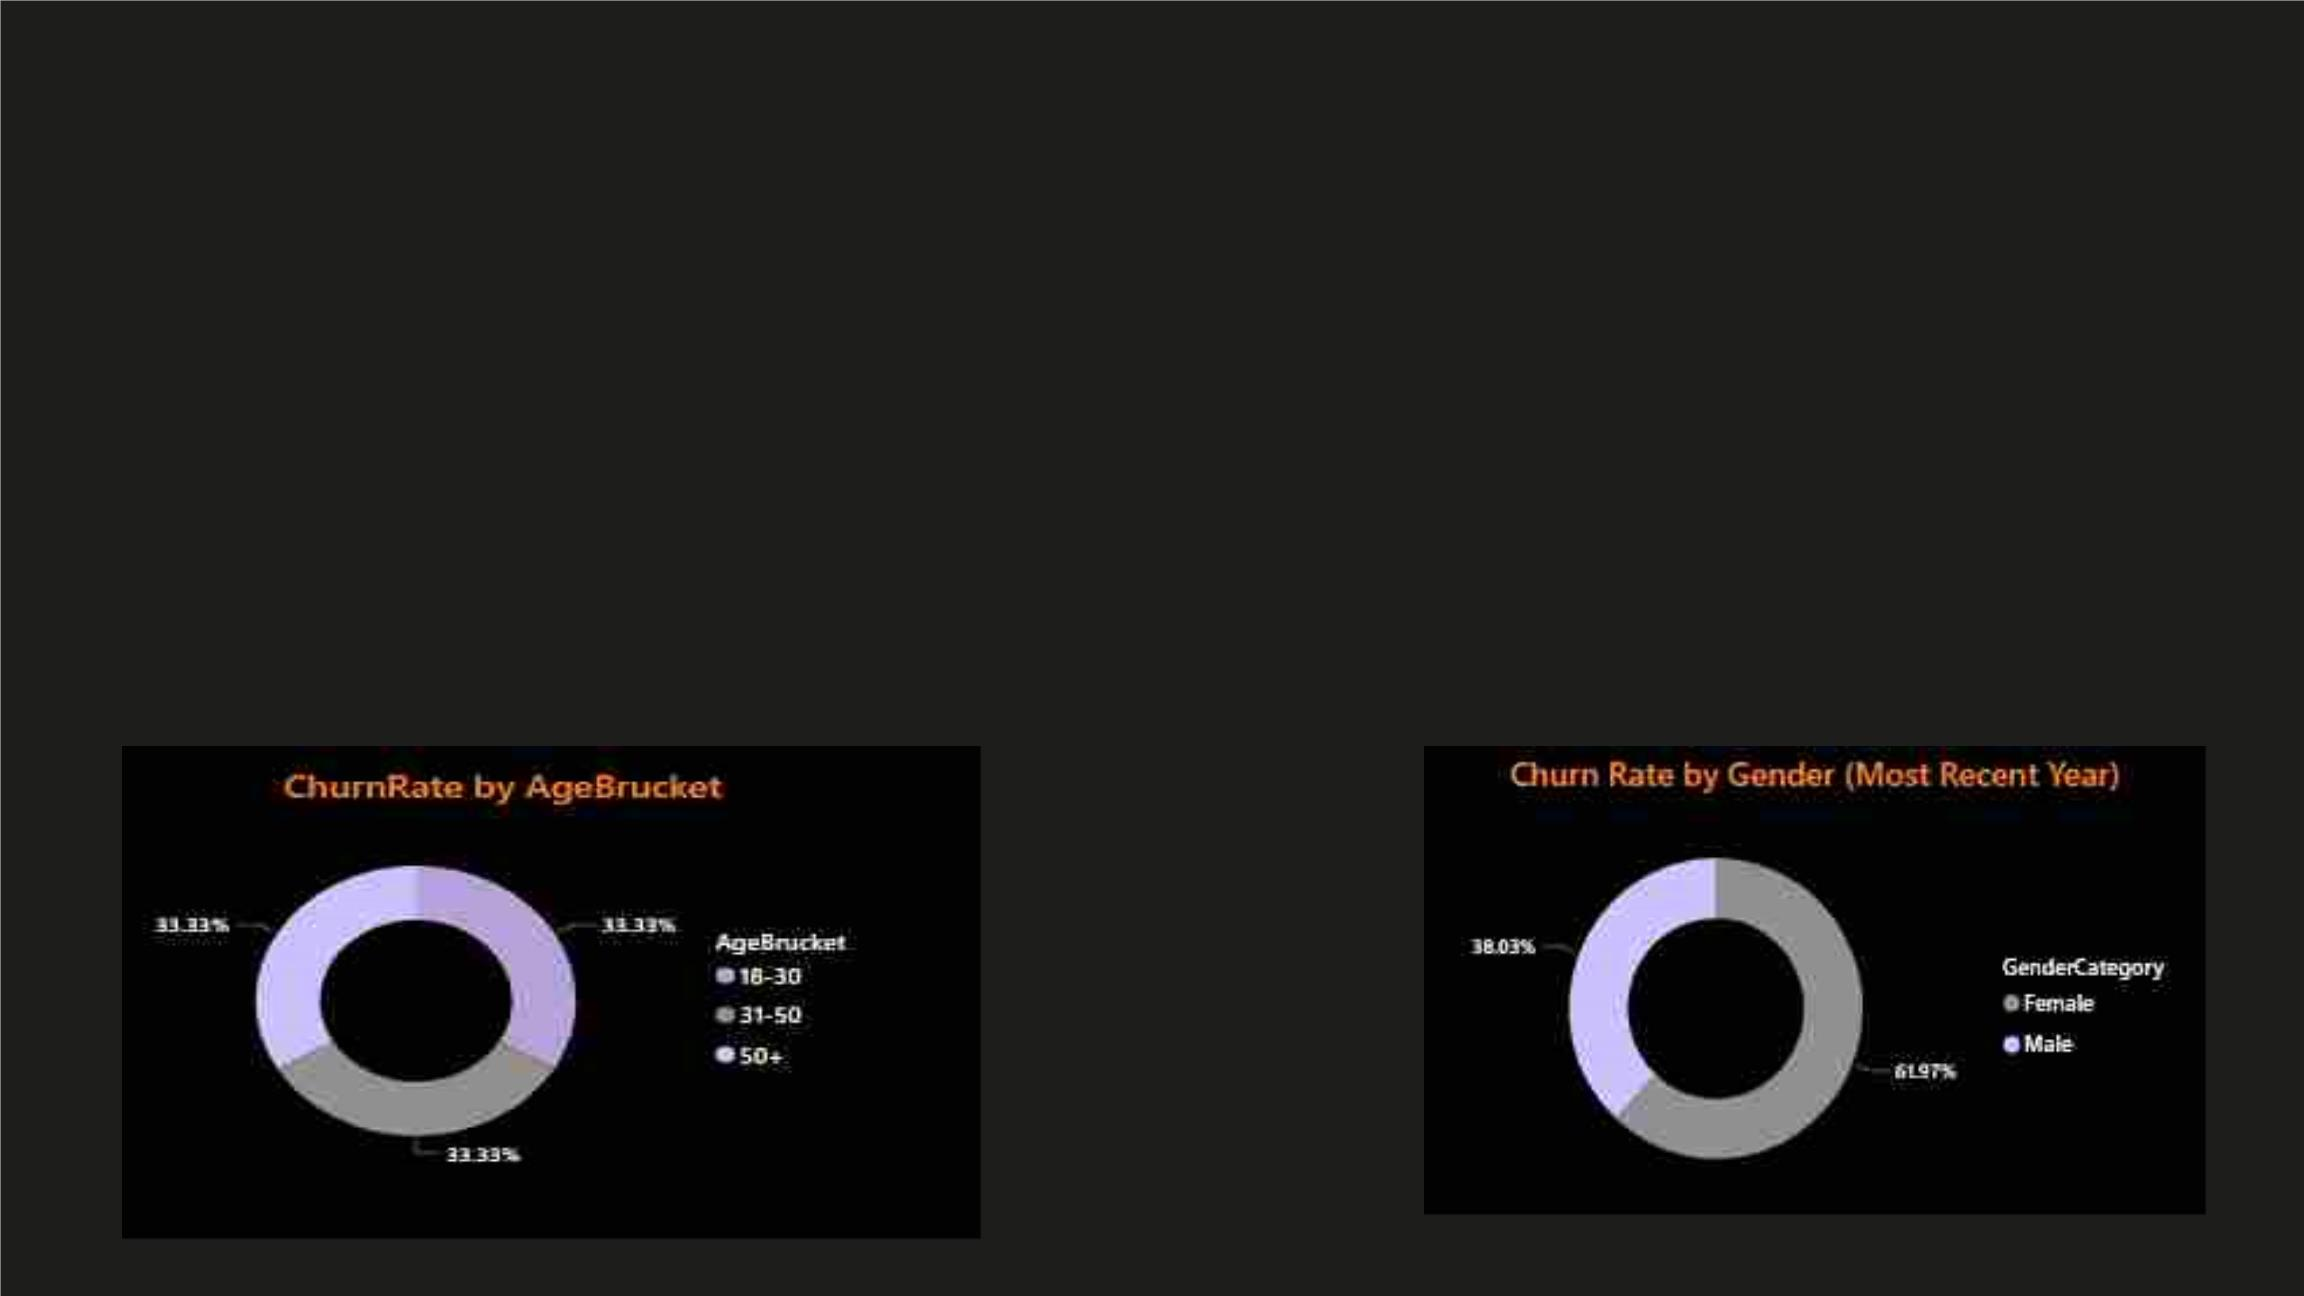 ChurnRate by AgeBrucket
33.33%
33.33%
33.33%
AgeBrucket
18-30
31-50
50+
Churn Rate by Gender (Most Recent Year)
38.03%
61.97%
GenderCategory
Female
Male